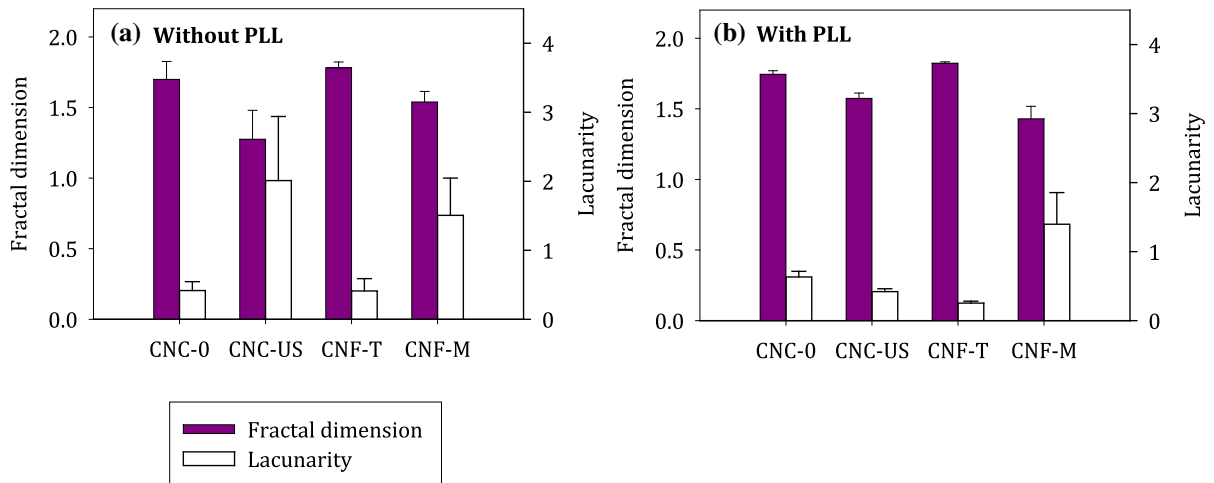 (a) Without PLL
Fractal dimension
2.0
1.5
1.0
0.5
0.0
4
3
2
1
0
Lacunarity
CNC-0 CNC-US CNF-T CNF-M
(b) With PLL
Fractal dimension
2.0
1.5
1.0
0.5
0.0
4
3
2
1
0
Lacunarity
CNC-0 CNC-US CNF-T CNF-M
Fractal dimension
Lacunarity